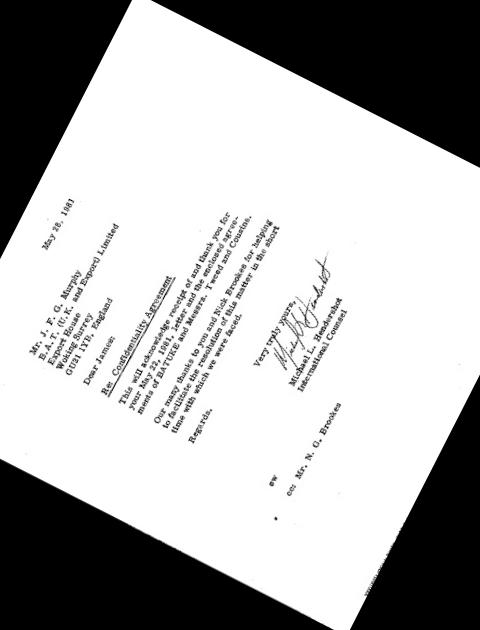 May 28, 1981
Mr. J. F. G. Murphy
B.A.T. (U.K. and Export) Limited
Export House
Woking Surrey
GU21 1YB, England
Dear James:
Re: Confidentiality Agreement
This will acknowledge receipt of and thank you for
your May 22, 1981, letter and the enclosed agree-
ments of BATUKE and Messrs. Tweed and Cousins.
Our many thanks to you and Nick Brookes for helping
to facilitate the resolution of this matter in the short
time with which we were faced.
Regards.
Very truly yours,
Michael L. Hendershot
International Counsel
sw
cc: Mr. N. G. Brookes